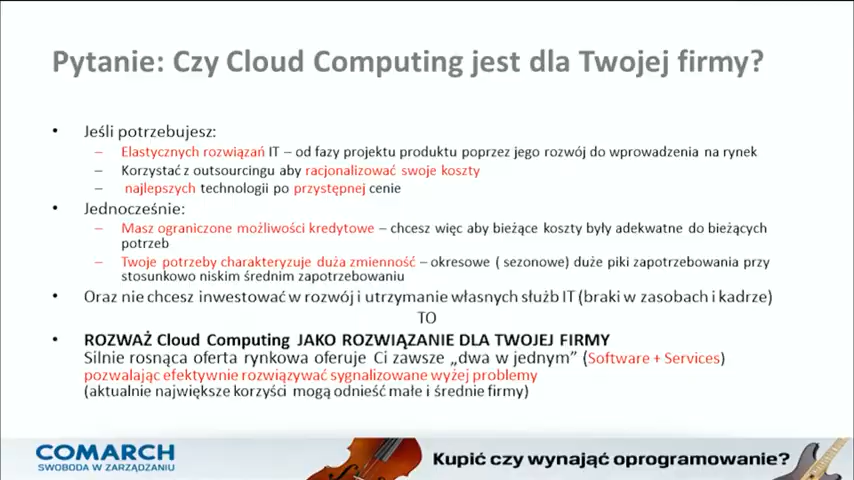 Pytanie: Czy Cloud Computing jest dla Twojej firmy?
• Jeśli potrzebujesz:
– Elastycznych rozwiązań IT – od fazy projektu produktu poprzez jego rozwój do wprowadzenia na rynek
– Korzystać z outsourcingu aby racjonalizować swoje koszty
– najlepszych technologii po przystępnej cenie
• Jednocześnie:
– Masz ograniczone możliwości kredytowe – chcesz więc aby bieżące koszty były adekwatne do bieżących
potrzeb
– Twoje potrzeby charakteryzuje duża zmienność – okresowe ( sezonowe) duże piki zapotrzebowania przy
stosunkowo niskim średnim zapotrzebowaniu
• Oraz nie chcesz inwestować w rozwój i utrzymanie własnych służb IT (braki w zasobach i kadrze)
TO
• ROZWAŻ Cloud Computing JAKO ROZWIĄZANIE DLA TWOJEJ FIRMY
Silnie rosnąca oferta rynkowa oferuje Ci zawsze „dwa w jednym” (Software + Services)
pozwalając efektywnie rozwiązywać sygnalizowane wyżej problemy
(aktualnie największe korzyści mogą odnieść małe i średnie firmy)
COMARCH
SWOBODA W ZARZĄDZANIU
Kupić czy wynająć oprogramowanie?